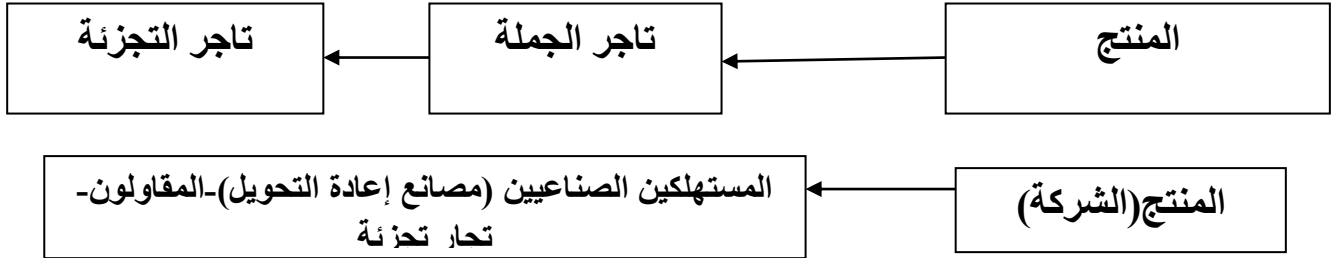 المنتج
تاجر الجملة
تاجر التجزئة
المنتج(الشركة)
المستهلكين الصناعيين (مصانع إعادة التحويل)-المقاولون-
تجار تجزئة